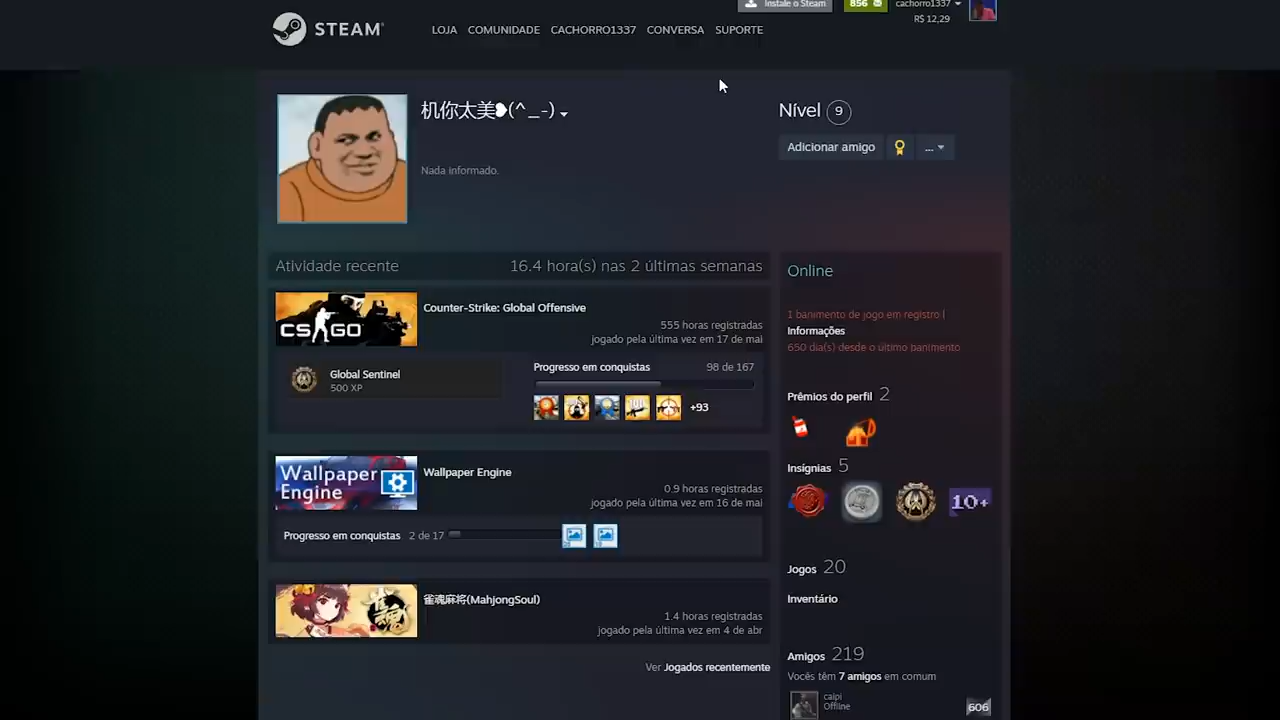 Instale o Steam
856
cachorro1337
R$ 12,29
STEAM
LOJA COMUNIDADE CACHORRO1337 CONVERSA SUPORTE
机你太美❥(^_-)
Nível 9
Adicionar amigo
...
Nada informado.
Atividade recente
16.4 hora(s) nas 2 últimas semanas
CS GO
Counter-Strike: Global Offensive
555 horas registradas
jogado pela última vez em 17 de mai
Global Sentinel
500 XP
Progresso em conquistas 98 de 167
+93
Wallpaper
Engine
Wallpaper Engine
0.9 horas registradas
jogado pela última vez em 16 de mai
Progresso em conquistas 2 de 17
雀魂
雀魂麻将(MahjongSoul)
1.4 horas registradas
jogado pela última vez em 4 de abr
Ver Jogados recentemente
Online
1 banimento de jogo em registro |
Informações
650 dia(s) desde o último banimento
Prêmios do perfil 2
Insígnias 5
10+
Jogos 20
Inventário
Amigos 219
Vocês têm 7 amigos em comum
caipi
Offline
606